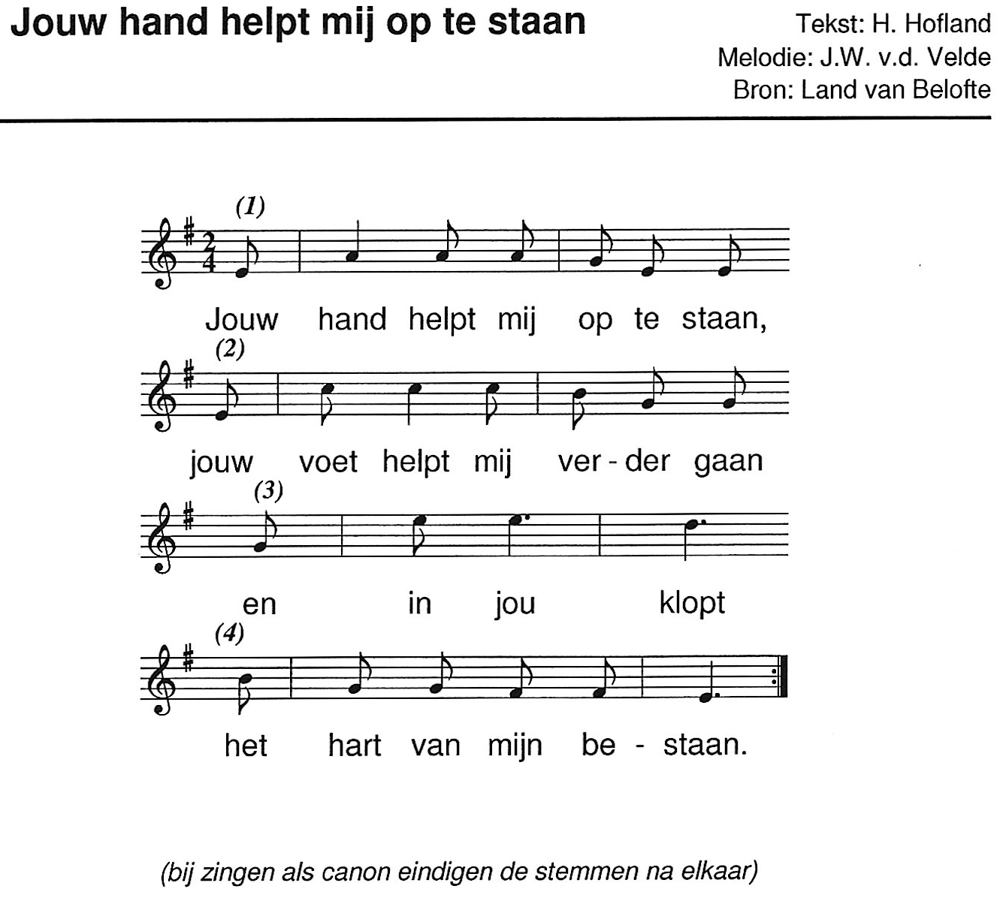 Jouw hand helpt mij op te staan
Tekst: H. Hofland
Melodie: J.W. v.d. Velde
Bron: Land van Belofte
(1)
2
4
Jouw hand helpt mij op te staan,
(2)
jouw voet helpt mij ver - der gaan
(3)
en in jou klopt
(4)
het hart van mijn be - staan.
(bij zingen als canon eindigen de stemmen na elkaar)